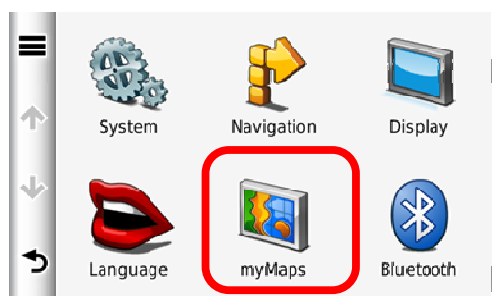 System
Navigation
Display
Language
myMaps
Bluetooth